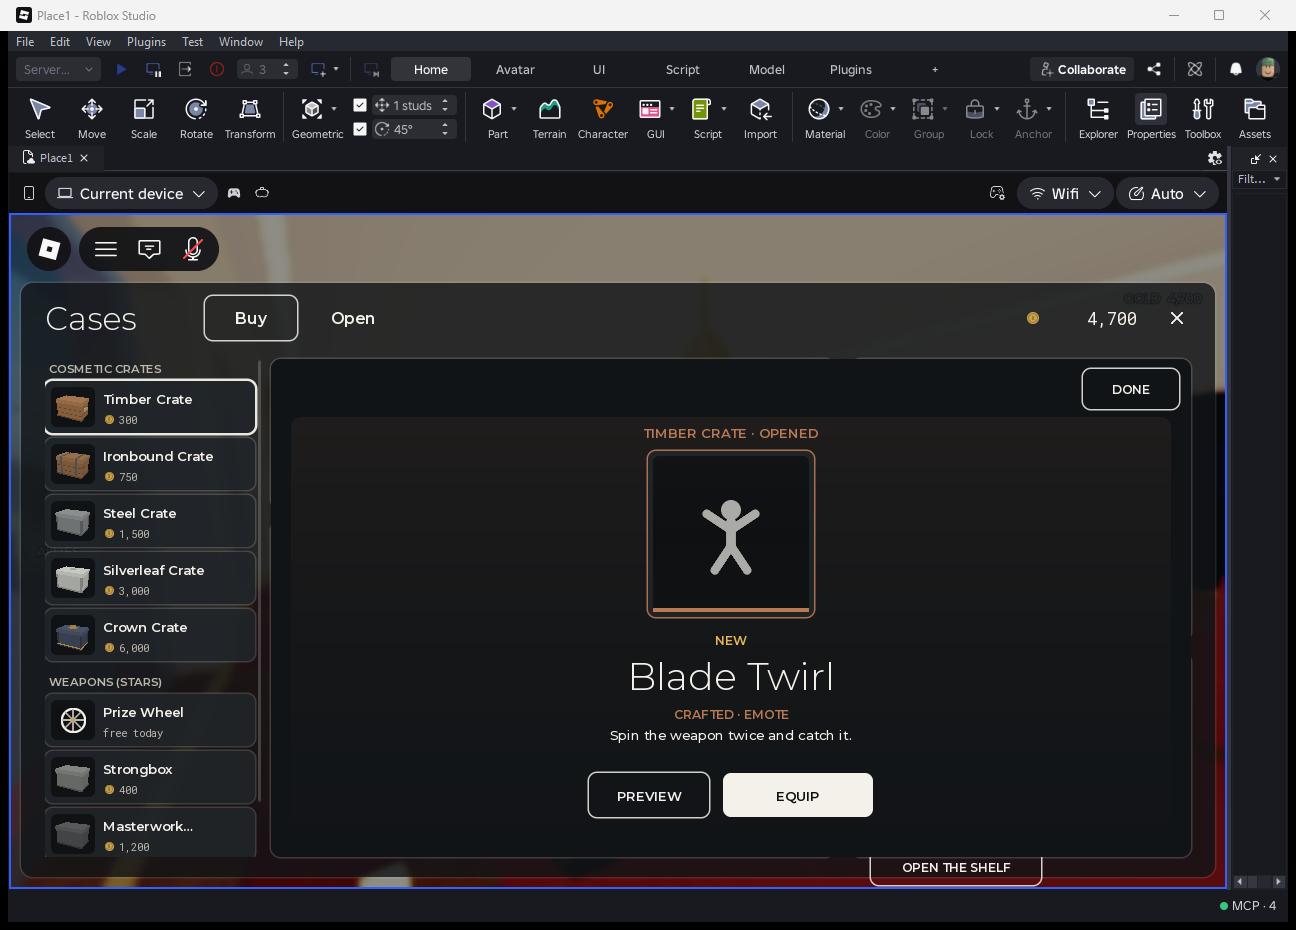 Place1 - Roblox Studio
File Edit View Plugins Test Window Help
Server... 3 Home Avatar UI Script Model Plugins + Collaborate
1 studs
45°
Select Move Scale Rotate Transform Geometric Part Terrain Character GUI Script Import Material Color Group Lock Anchor Explorer Properties Toolbox Assets
Place1
Current device Wifi Auto
Filt...
GOLD 4,700
Cases Buy Open 4,700
COSMETIC CRATES
Timber Crate
300
Ironbound Crate
750
Steel Crate
1,500
Silverleaf Crate
3,000
Crown Crate
6,000
WEAPONS (STARS)
Prize Wheel
free today
Strongbox
400
Masterwork...
1,200
DONE
TIMBER CRATE · OPENED
NEW
Blade Twirl
CRAFTED · EMOTE
Spin the weapon twice and catch it.
PREVIEW EQUIP
OPEN THE SHELF
MCP · 4